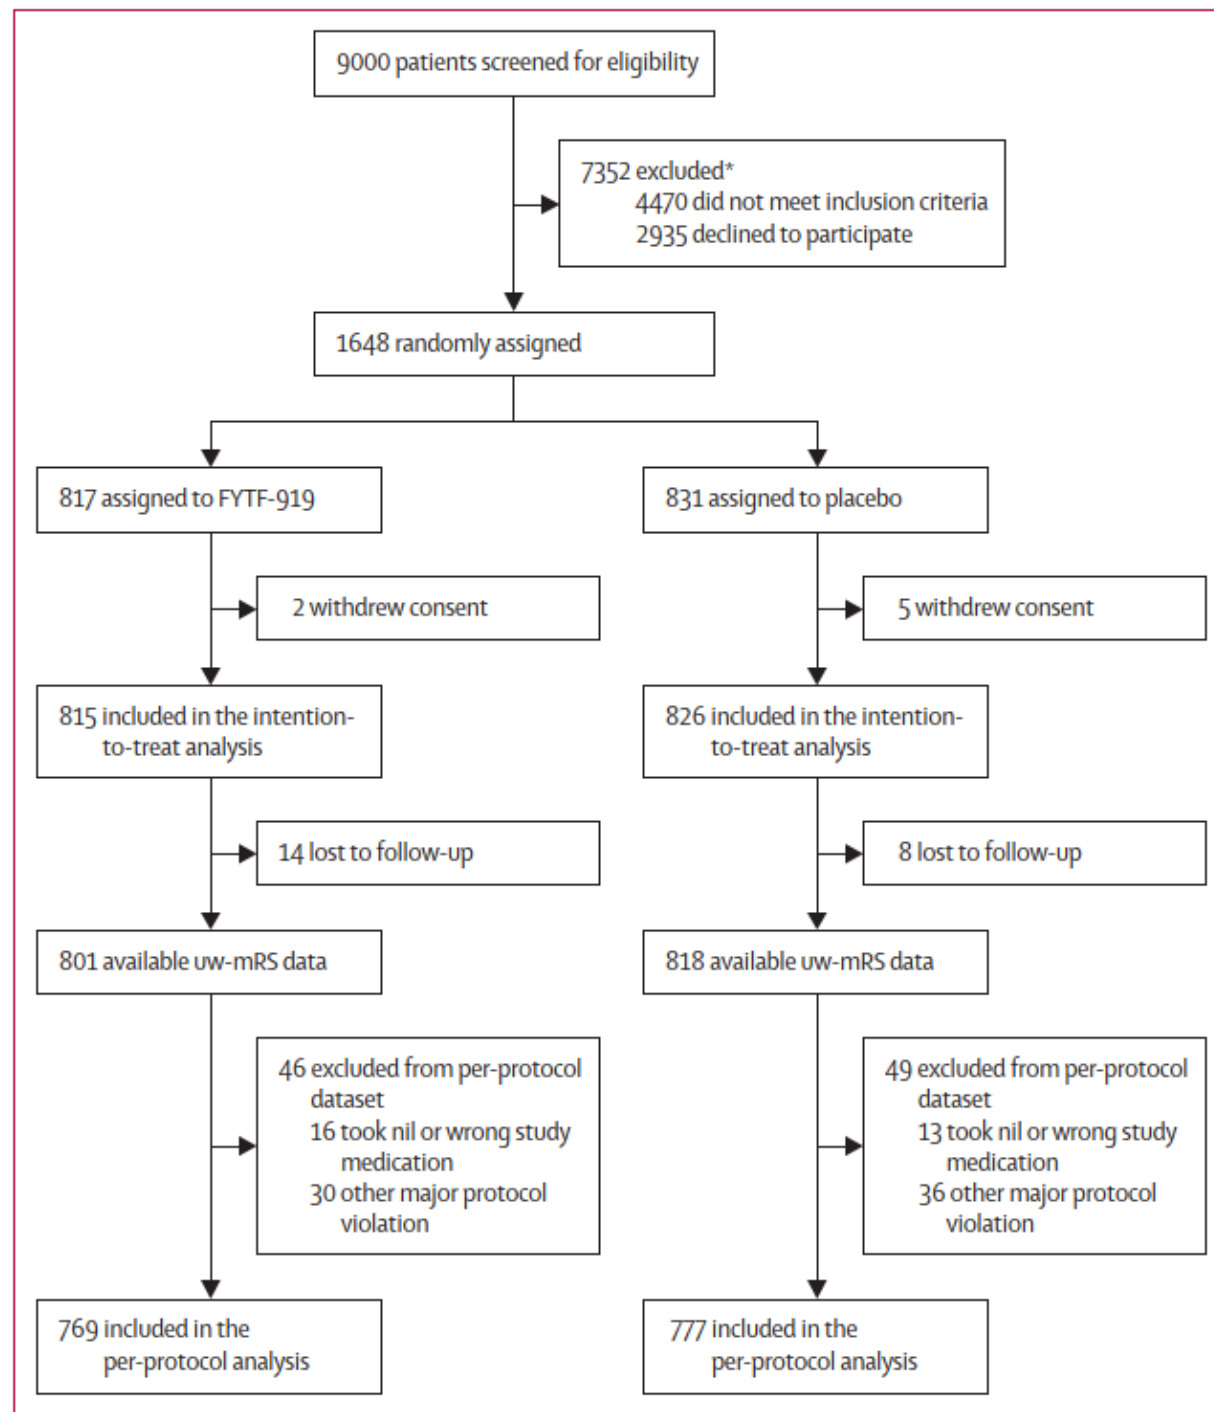 9000 patients screened for eligibility
7352 excluded*
4470 did not meet inclusion criteria
2935 declined to participate
1648 randomly assigned
817 assigned to FYTF-919
831 assigned to placebo
2 withdrew consent
5 withdrew consent
815 included in the intention-
to-treat analysis
826 included in the intention-
to-treat analysis
14 lost to follow-up
8 lost to follow-up
801 available uw-mRS data
818 available uw-mRS data
46 excluded from per-protocol
dataset
16 took nil or wrong study
medication
30 other major protocol
violation
49 excluded from per-protocol
dataset
13 took nil or wrong study
medication
36 other major protocol
violation
769 included in the
per-protocol analysis
777 included in the
per-protocol analysis